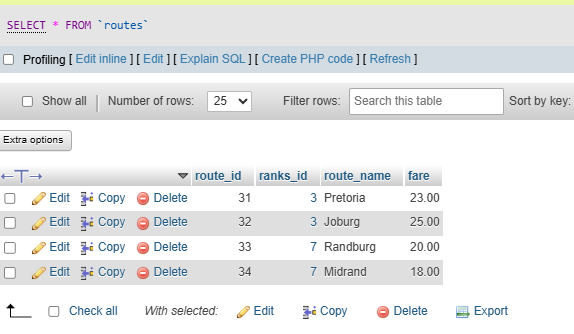 SELECT * FROM `routes`
Profiling [ Edit inline ] [ Edit ] [ Explain SQL ] [ Create PHP code ] [ Refresh ]
Show all | Number of rows: 25 Filter rows: Search this table Sort by key:
Extra options
←T→ route_id ranks_id route_name fare
Edit Copy Delete 31 3 Pretoria 23.00
Edit Copy Delete 32 3 Joburg 25.00
Edit Copy Delete 33 7 Randburg 20.00
Edit Copy Delete 34 7 Midrand 18.00
Check all With selected: Edit Copy Delete Export